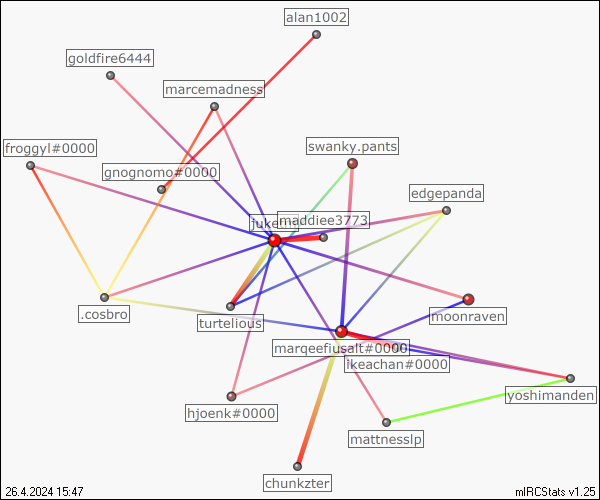 alan1002
goldfire6444
marcemadness
froggyl#0000
swanky.pants
gnognomo#0000
edgepanda
maddiee3773
.cosbro
turtelious
moonraven
marqeefiusalt#0000
ikeachan#0000
yoshimanden
hjoenk#0000
mattnesslp
chunkzter
26.4.2024 15:47
mIRCStats v1.25